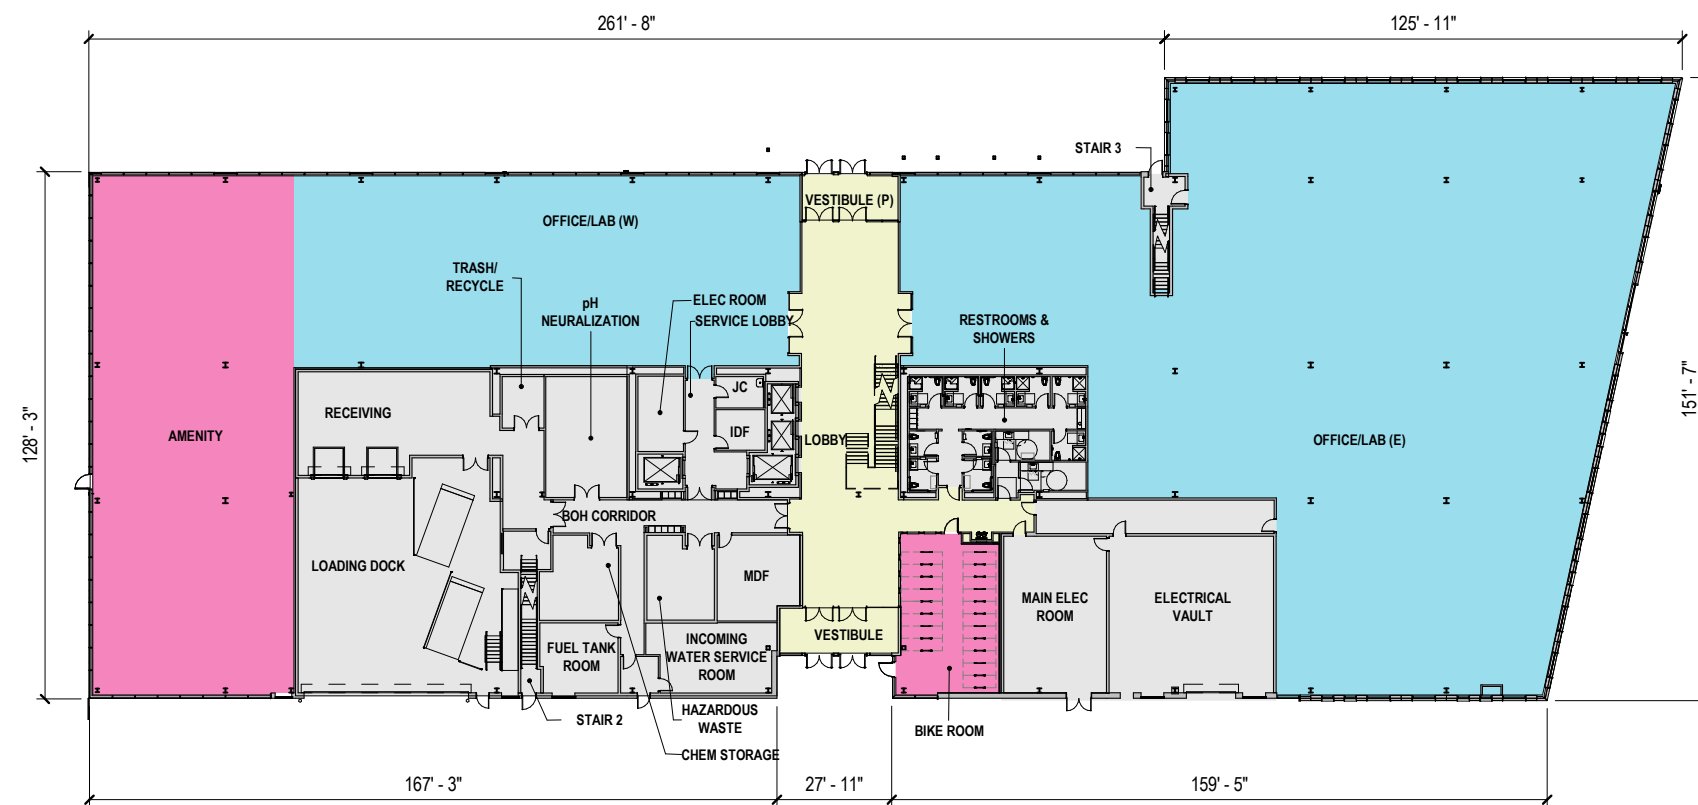 261' - 8"
125' - 11"
STAIR 3
VESTIBULE (P)
OFFICE/LAB (W)
TRASH/
RECYCLE
pH
NEURALIZATION
ELEC ROOM
SERVICE LOBBY
RESTROOMS &
SHOWERS
128' - 3"
151' - 7"
JC
RECEIVING
IDF
AMENITY
LOBBY
OFFICE/LAB (E)
BOH CORRIDOR
LOADING DOCK
MDF
MAIN ELEC
ROOM
ELECTRICAL
VAULT
VESTIBULE
FUEL TANK
ROOM
INCOMING
WATER SERVICE
ROOM
STAIR 2
HAZARDOUS
WASTE
BIKE ROOM
CHEM STORAGE
167' - 3"
27' - 11"
159' - 5"